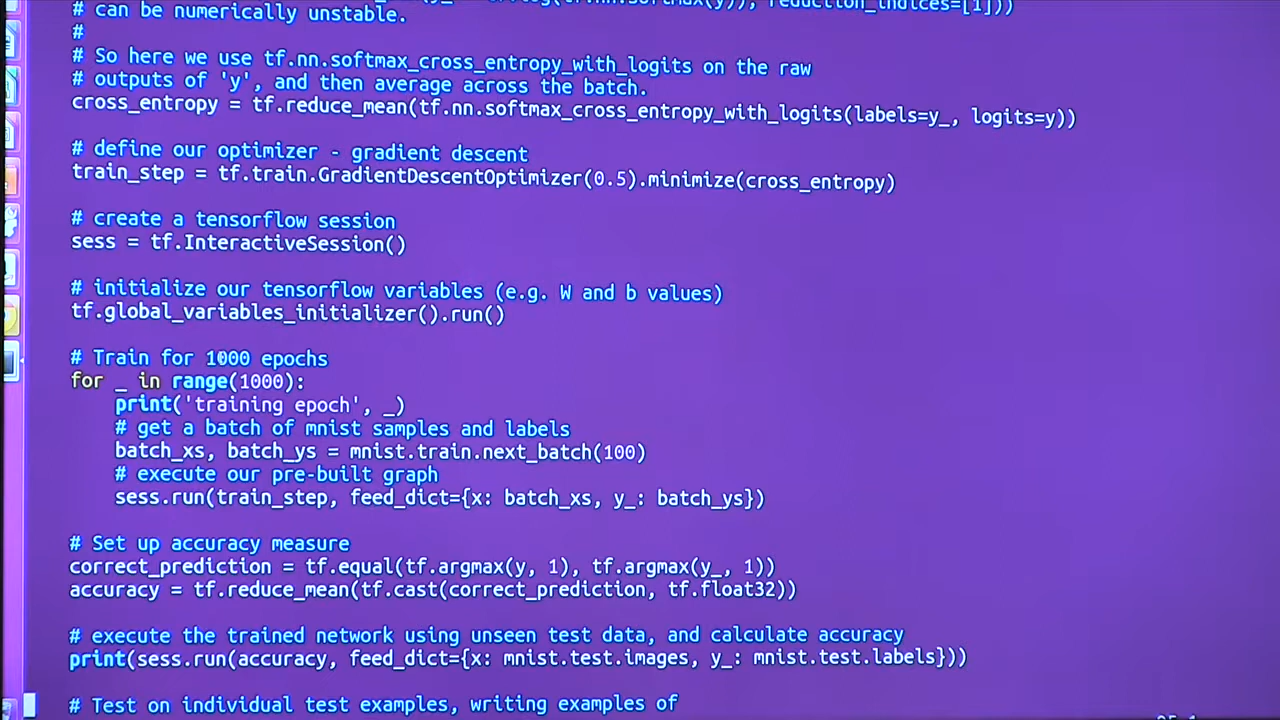 reduction_indices=[1]))
# can be numerically unstable.
#
# So here we use tf.nn.softmax_cross_entropy_with_logits on the raw
# outputs of 'y', and then average across the batch.
cross_entropy = tf.reduce_mean(tf.nn.softmax_cross_entropy_with_logits(labels=y_, logits=y))
# define our optimizer - gradient descent
train_step = tf.train.GradientDescentOptimizer(0.5).minimize(cross_entropy)
# create a tensorflow session
sess = tf.InteractiveSession()
# initialize our tensorflow variables (e.g. W and b values)
tf.global_variables_initializer().run()
# Train for 1000 epochs
for _ in range(1000):
    print('training epoch', _)
    # get a batch of mnist samples and labels
    batch_xs, batch_ys = mnist.train.next_batch(100)
    # execute our pre-built graph
    sess.run(train_step, feed_dict={x: batch_xs, y_: batch_ys})
# Set up accuracy measure
correct_prediction = tf.equal(tf.argmax(y, 1), tf.argmax(y_, 1))
accuracy = tf.reduce_mean(tf.cast(correct_prediction, tf.float32))
# execute the trained network using unseen test data, and calculate accuracy
print(sess.run(accuracy, feed_dict={x: mnist.test.images, y_: mnist.test.labels}))
# Test on individual test examples, writing examples of